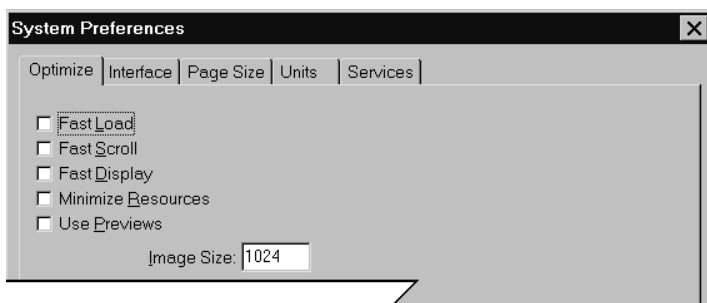 System Preferences
Optimize Interface Page Size Units Services
Fast Load
Fast Scroll
Fast Display
Minimize Resources
Use Previews
Image Size: 1024